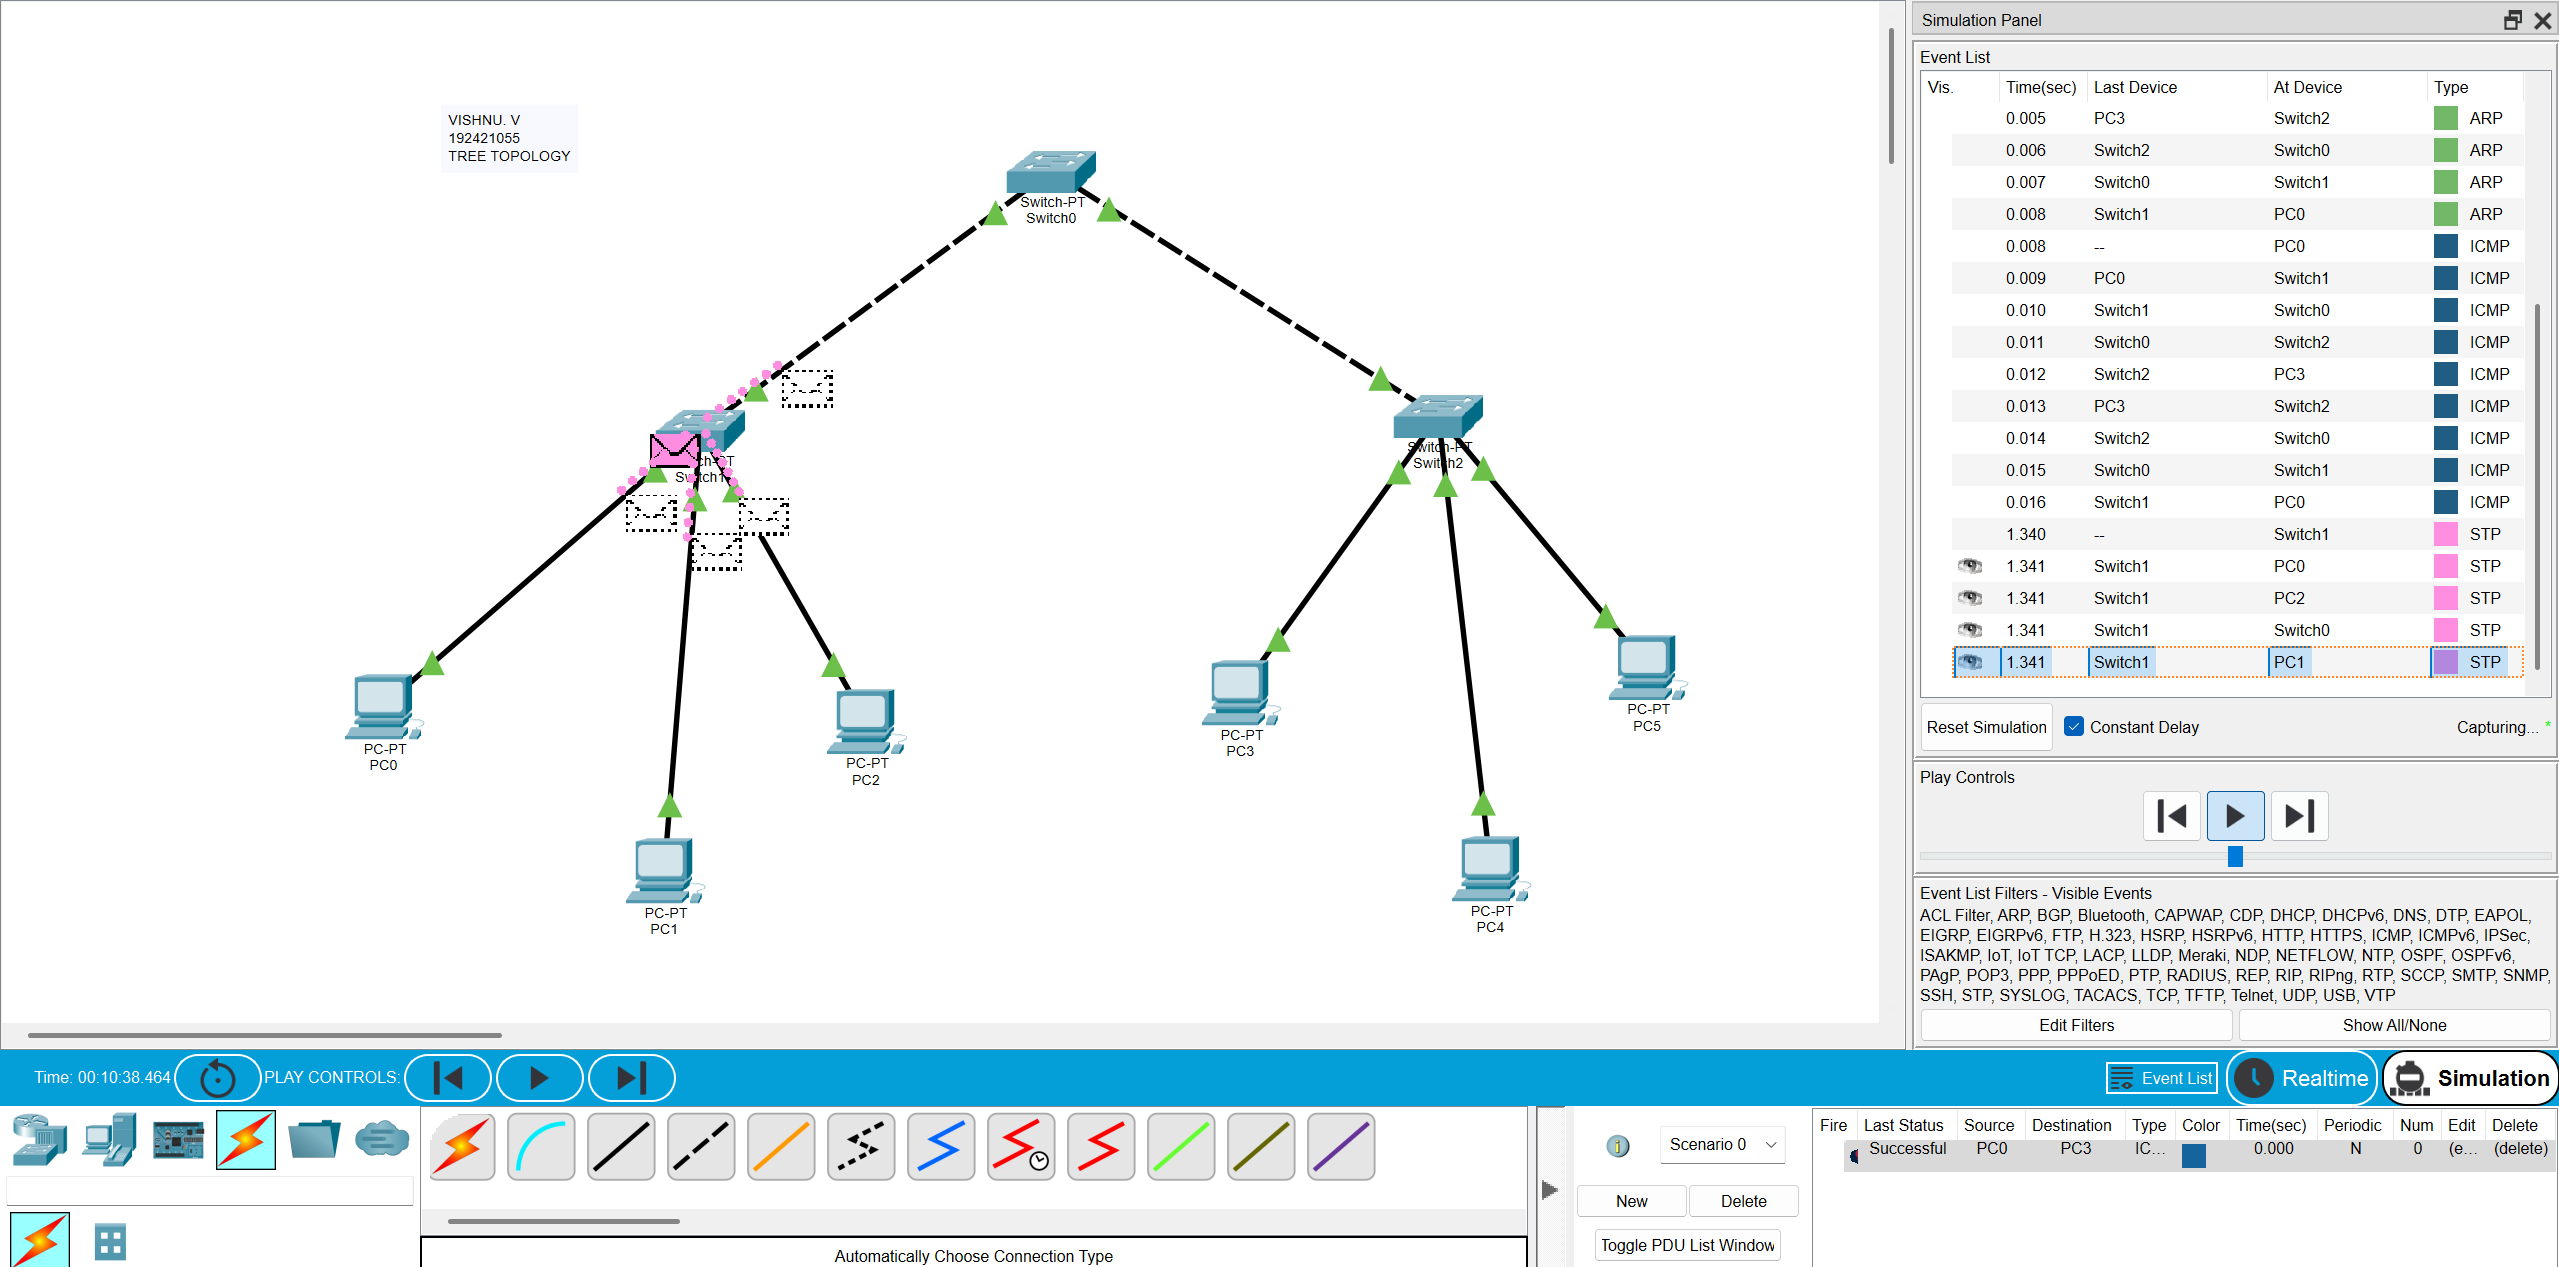 Simulation Panel
Event List
Vis. Time(sec) Last Device At Device Type
0.005 PC3 Switch2 ARP
0.006 Switch2 Switch0 ARP
0.007 Switch0 Switch1 ARP
0.008 Switch1 PC0 ARP
0.008 -- PC0 ICMP
0.009 PC0 Switch1 ICMP
0.010 Switch1 Switch0 ICMP
0.011 Switch0 Switch2 ICMP
0.012 Switch2 PC3 ICMP
0.013 PC3 Switch2 ICMP
0.014 Switch2 Switch0 ICMP
0.015 Switch0 Switch1 ICMP
0.016 Switch1 PC0 ICMP
1.340 -- Switch1 STP
1.341 Switch1 PC0 STP
1.341 Switch1 PC2 STP
1.341 Switch1 Switch0 STP
1.341 Switch1 PC1 STP
Reset Simulation Constant Delay Capturing... *
Play Controls
Event List Filters - Visible Events
ACL Filter, ARP, BGP, Bluetooth, CAPWAP, CDP, DHCP, DHCPv6, DNS, DTP, EAPOL,
EIGRP, EIGRPv6, FTP, H.323, HSRP, HSRPv6, HTTP, HTTPS, ICMP, ICMPv6, IPSec,
ISAKMP, IoT, IoT TCP, LACP, LLDP, Meraki, NDP, NETFLOW, NTP, OSPF, OSPFv6,
PAgP, POP3, PPP, PPPoED, PTP, RADIUS, REP, RIP, RIPng, RTP, SCCP, SMTP, SNMP,
SSH, STP, SYSLOG, TACACS, TCP, TFTP, Telnet, UDP, USB, VTP
Edit Filters Show All/None
VISHNU. V
192421055
TREE TOPOLOGY
Switch-PT
Switch0
ch-PT
Switch1
Switch-PT
Switch2
PC-PT
PC0
PC-PT
PC1
PC-PT
PC2
PC-PT
PC3
PC-PT
PC4
PC-PT
PC5
Time: 00:10:38.464 PLAY CONTROLS: Event List Realtime Simulation
Automatically Choose Connection Type
Scenario 0
New Delete
Toggle PDU List Window
Fire Last Status Source Destination Type Color Time(sec) Periodic Num Edit Delete
Successful PC0 PC3 IC... 0.000 N 0 (e... (delete)